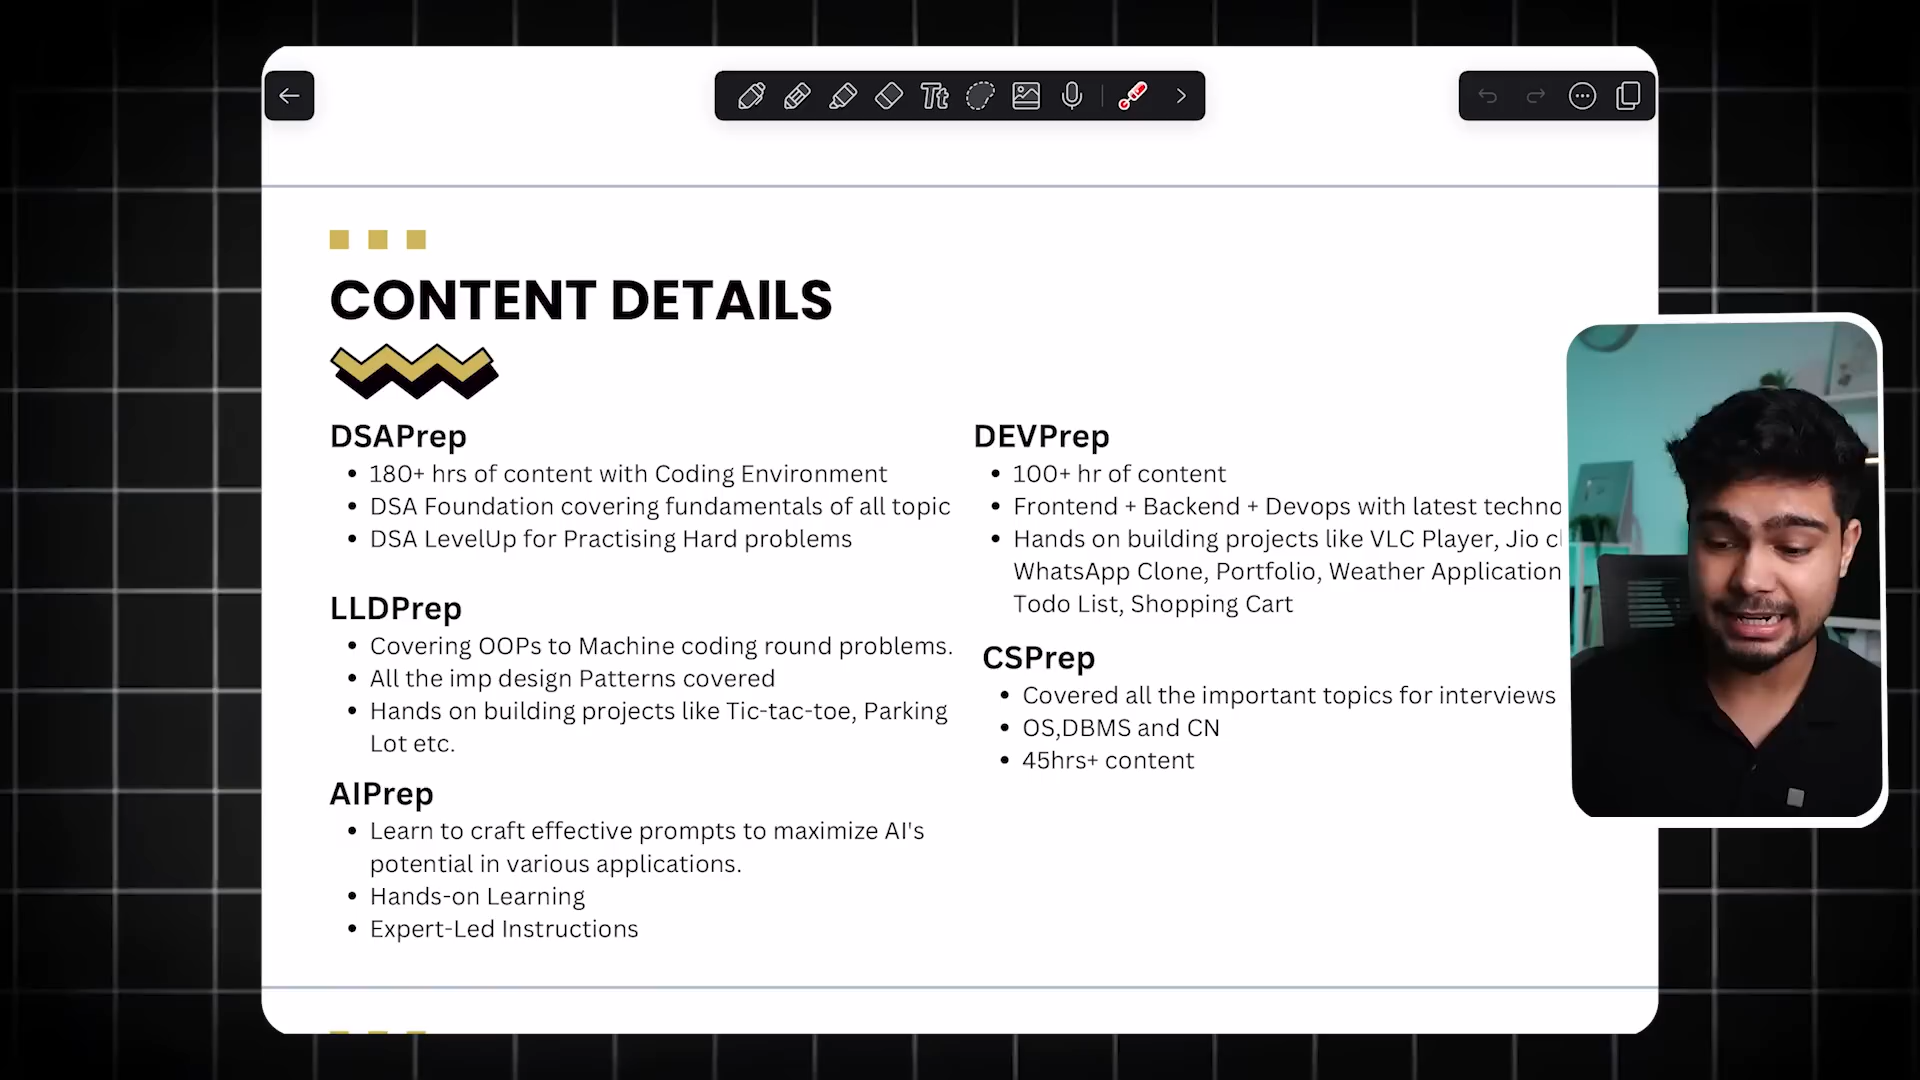 Tt
CONTENT DETAILS
DSAPrep
• 180+ hrs of content with Coding Environment
• DSA Foundation covering fundamentals of all topic
• DSA LevelUp for Practising Hard problems
LLDPrep
• Covering OOPs to Machine coding round problems.
• All the imp design Patterns covered
• Hands on building projects like Tic-tac-toe, Parking
Lot etc.
AIPrep
• Learn to craft effective prompts to maximize AI's
potential in various applications.
• Hands-on Learning
• Expert-Led Instructions
DEVPrep
• 100+ hr of content
• Frontend + Backend + Devops with latest techno
• Hands on building projects like VLC Player, Jio
WhatsApp Clone, Portfolio, Weather Application
Todo List, Shopping Cart
CSPrep
• Covered all the important topics for interviews
• OS,DBMS and CN
• 45hrs+ content